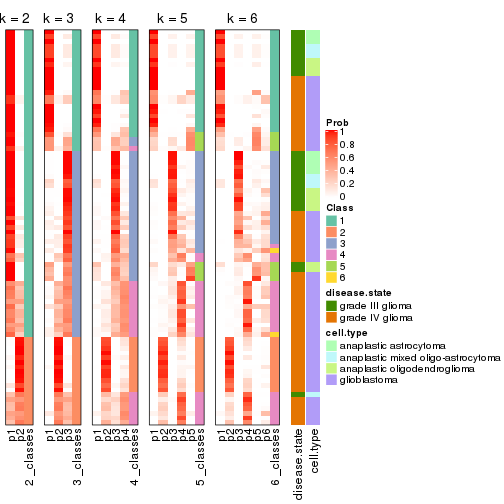 k = 2
k = 3
k = 4
k = 5
k = 6
p1
p2
2_classes
p1
p2
p3
3_classes
p1
p2
p3
p4
4_classes
p1
p2
p3
p4
p5
5_classes
p1
p2
p3
p4
p5
p6
6_classes
disease.state
cell.type
Prob
1
0.8
0.6
0.4
0.2
0
Class
1
2
3
4
5
6
disease.state
grade III glioma
grade IV glioma
cell.type
anaplastic astrocytoma
anaplastic mixed oligo-astrocytoma
anaplastic oligodendroglioma
glioblastoma